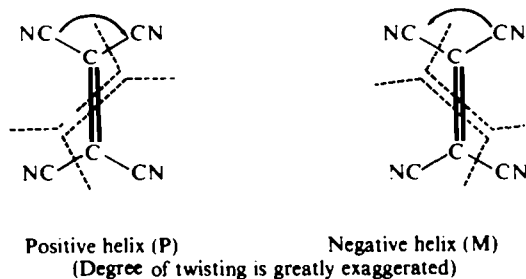 NC CN NC CN
C C
C C
NC CN NC CN
Positive helix (P) Negative helix (M)
(Degree of twisting is greatly exaggerated)